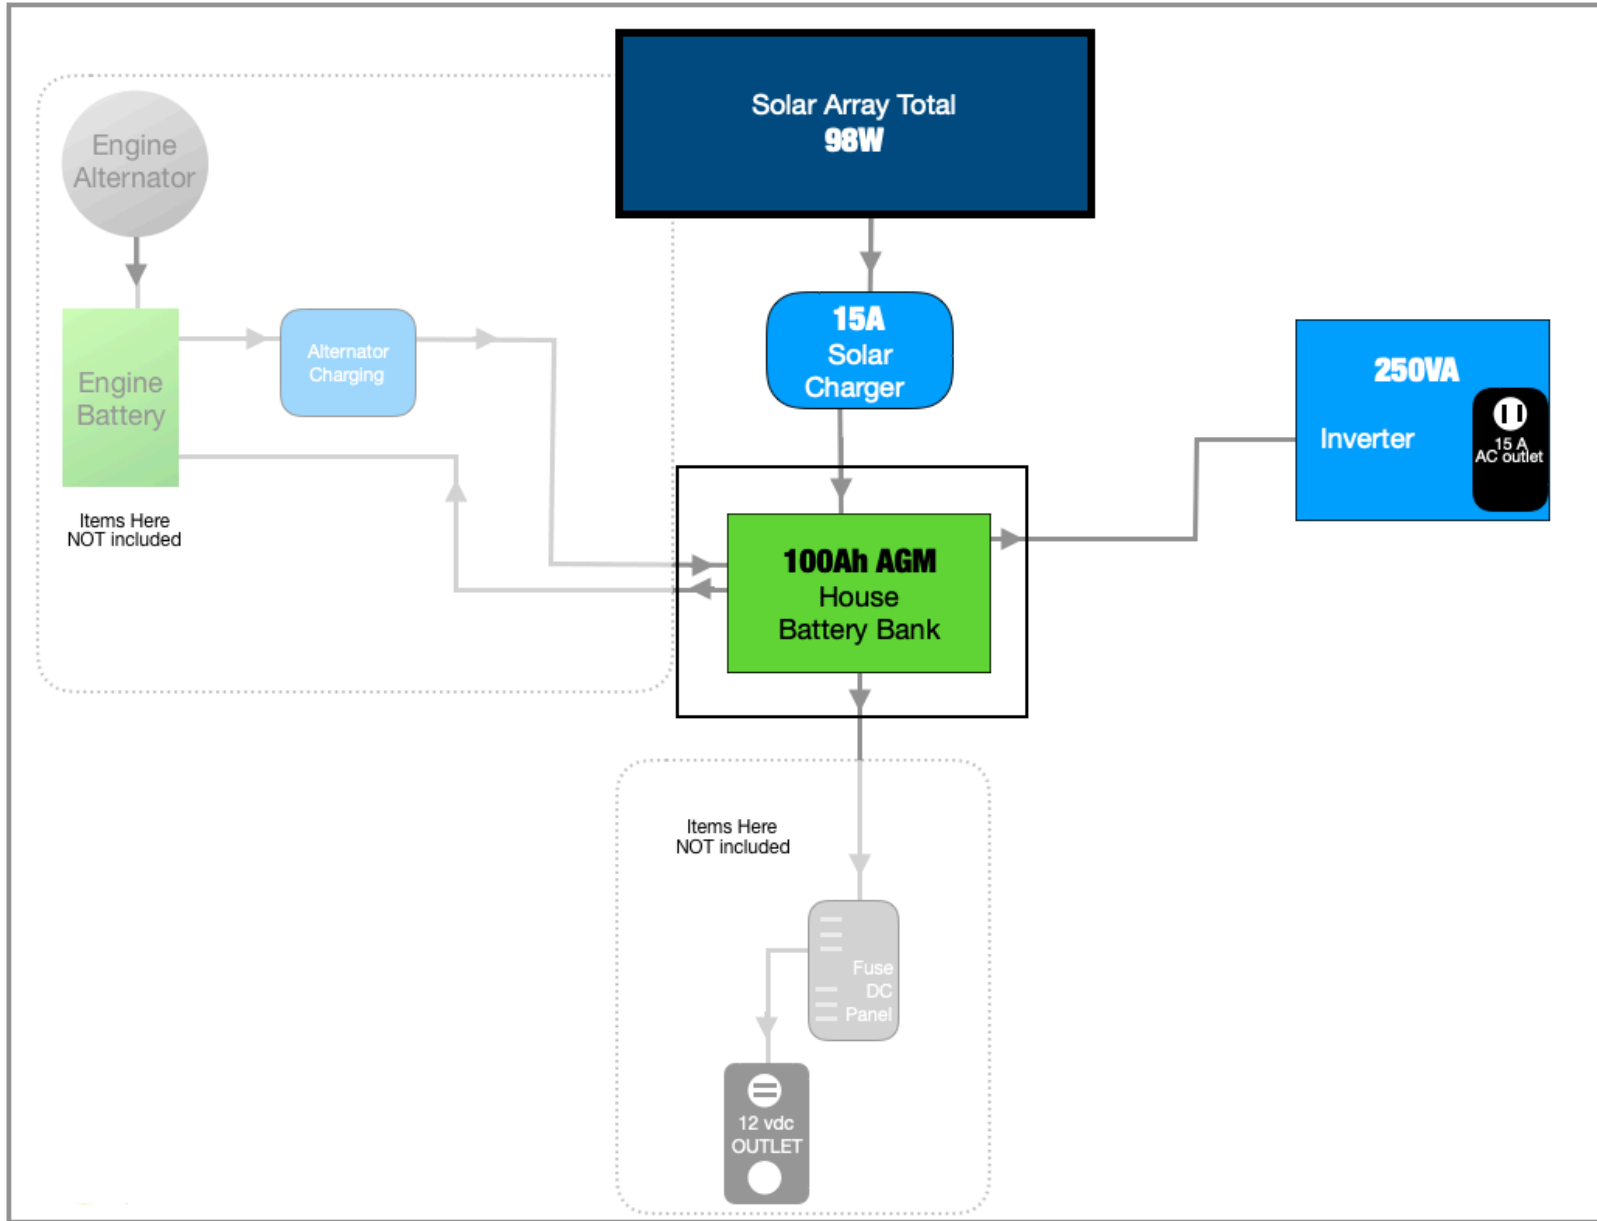 Solar Array Total
98W
Engine
Alternator
15A
Solar
Charger
Alternator
Charging
Engine
Battery
250VA
Inverter
15 A
AC outlet
Items Here
NOT included
100Ah AGM
House
Battery Bank
Items Here
NOT included
Fuse
DC
Panel
12 vdc
OUTLET